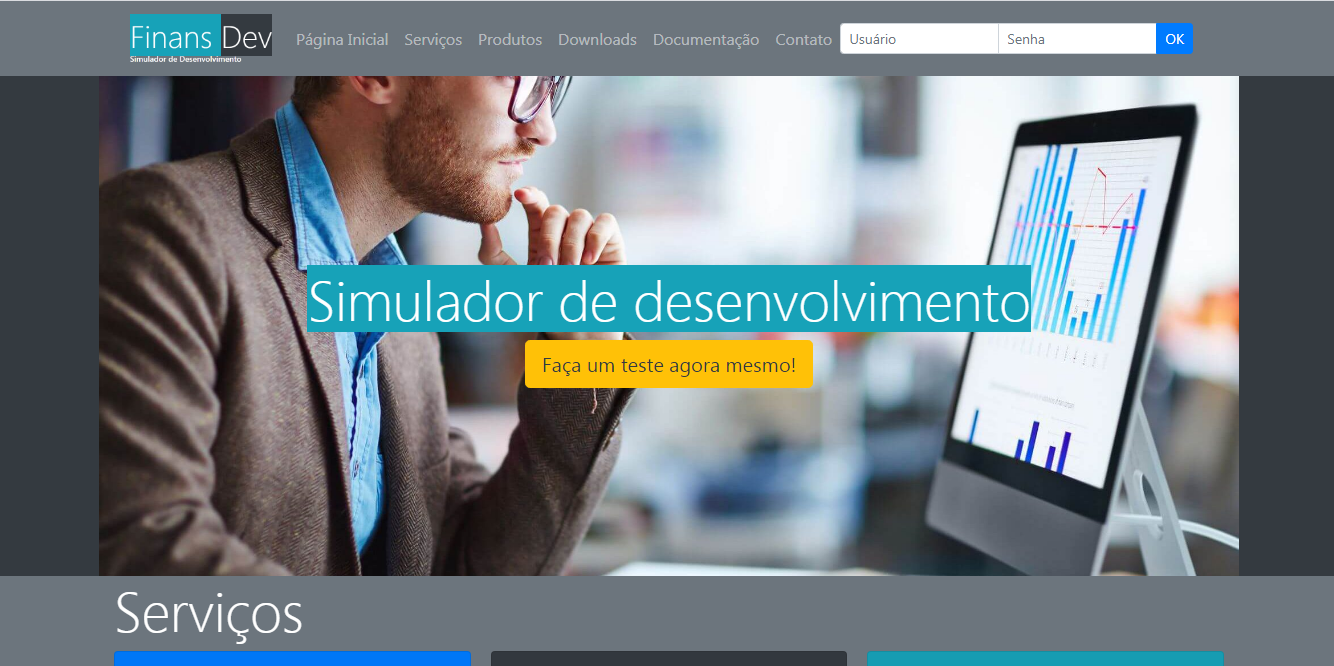 Finans Dev
Simulador de Desenvolvimento
Página Inicial Serviços Produtos Downloads Documentação Contato Usuário Senha OK
Simulador de desenvolvimento
Faça um teste agora mesmo!
Serviços